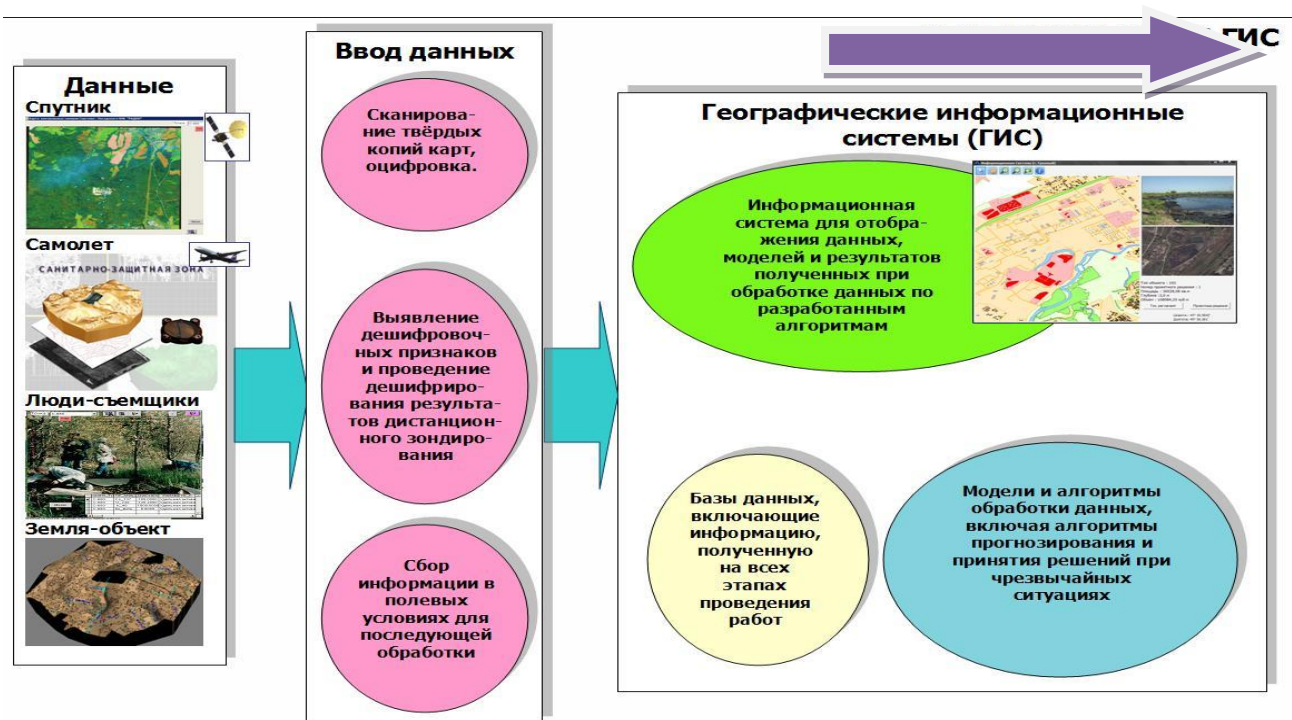 ГИС
Данные
Спутник
Самолет
САНИТАРНО-ЗАЩИТНАЯ ЗОНА
Люди-съемщики
Земля-объект
Ввод данных
Сканирова-
ние твёрдых
копий карт,
оцифровка.
Выявление
дешифровоч-
ных признаков
и проведение
дешифриро-
вания результа-
тов дистанцион-
ного зондиро-
вания
Сбор
информации в
полевых
условиях для
последующей
обработки
Географические информационные
системы (ГИС)
Информационная
система для отобра-
жения данных,
моделей и результатов
полученных при
обработке данных по
разработанным
алгоритмам
Базы данных,
включающие
информацию,
полученную
на всех
этапах
проведения
работ
Модели и алгоритмы
обработки данных,
включая алгоритмы
прогнозирования и
принятия решений при
чрезвычайных
ситуациях